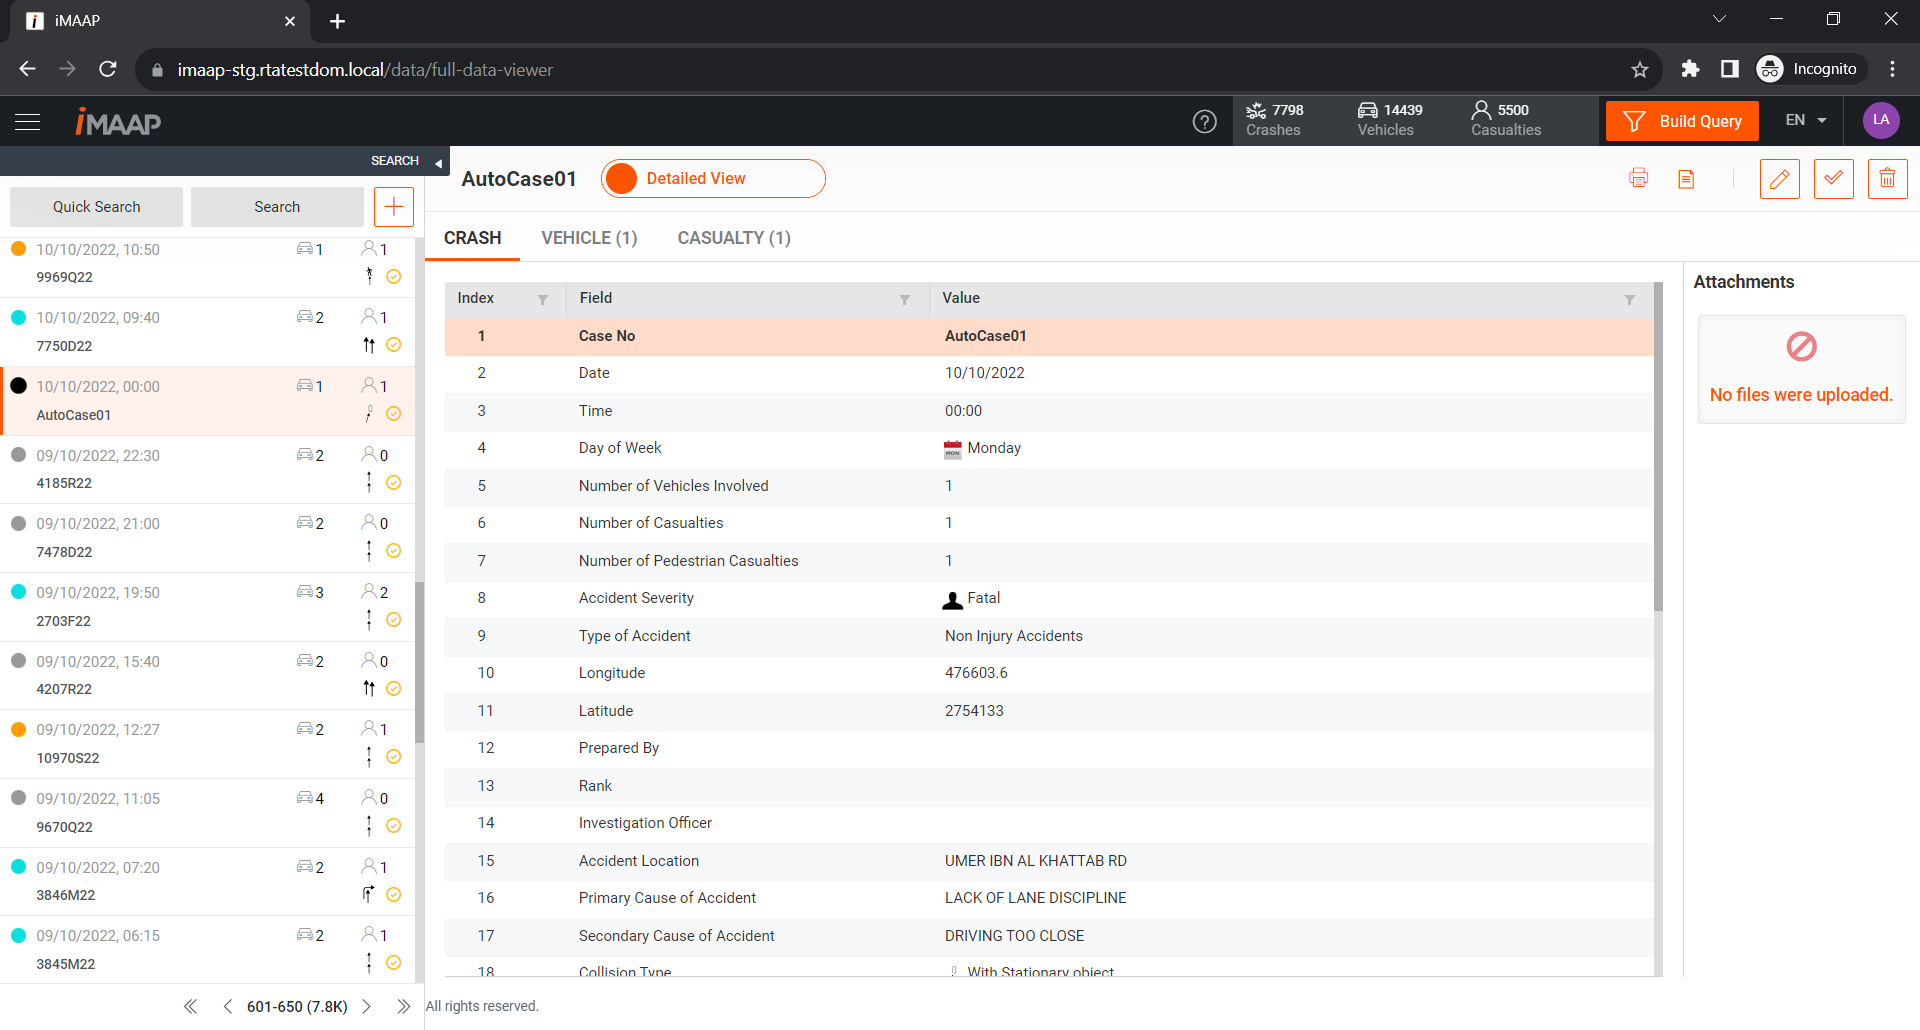 iMAAP
imaap-stg.rtatestdom.local/data/full-data-viewer
Incognito
iMAAP
7798
Crashes
14439
Vehicles
5500
Casualties
Build Query
EN
LA
SEARCH
Quick Search
Search
10/10/2022, 10:50
1
1
9969Q22
10/10/2022, 09:40
2
1
7750D22
10/10/2022, 00:00
1
1
AutoCase01
09/10/2022, 22:30
2
0
4185R22
09/10/2022, 21:00
2
0
7478D22
09/10/2022, 19:50
3
2
2703F22
09/10/2022, 15:40
2
0
4207R22
09/10/2022, 12:27
2
1
10970S22
09/10/2022, 11:05
4
0
9670Q22
09/10/2022, 07:20
2
1
3846M22
09/10/2022, 06:15
2
1
3845M22
601-650 (7.8K)
AutoCase01
Detailed View
CRASH
VEHICLE (1)
CASUALTY (1)
Index Field Value
1 Case No AutoCase01
2 Date 10/10/2022
3 Time 00:00
4 Day of Week MON Monday
5 Number of Vehicles Involved 1
6 Number of Casualties 1
7 Number of Pedestrian Casualties 1
8 Accident Severity Fatal
9 Type of Accident Non Injury Accidents
10 Longitude 476603.6
11 Latitude 2754133
12 Prepared By
13 Rank
14 Investigation Officer
15 Accident Location UMER IBN AL KHATTAB RD
16 Primary Cause of Accident LACK OF LANE DISCIPLINE
17 Secondary Cause of Accident DRIVING TOO CLOSE
18 Collision Type With Stationary object
Attachments
No files were uploaded.
All rights reserved.